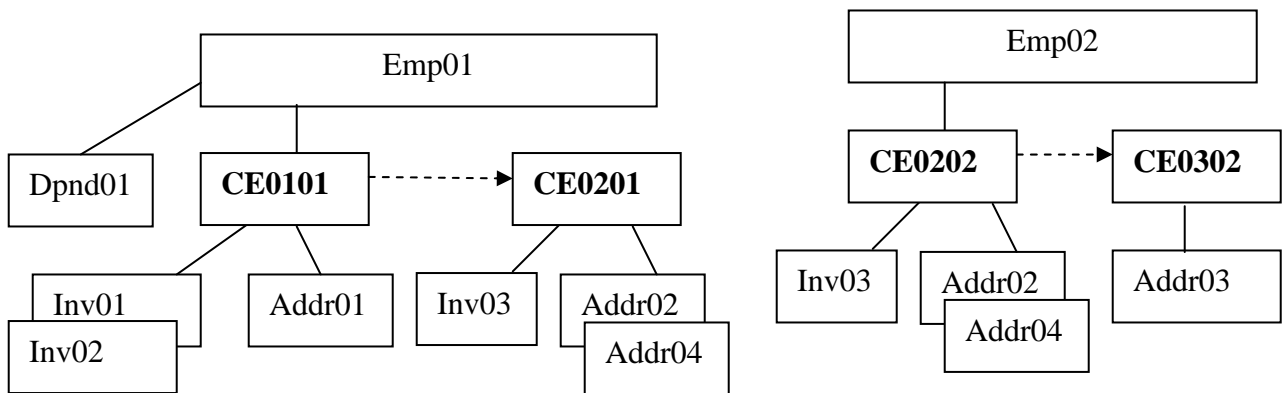 Emp01
Emp02
Dpnd01
CE0101
CE0201
CE0202
CE0302
Inv01
Inv02
Addr01
Inv03
Addr02
Addr04
Inv03
Addr02
Addr04
Addr03